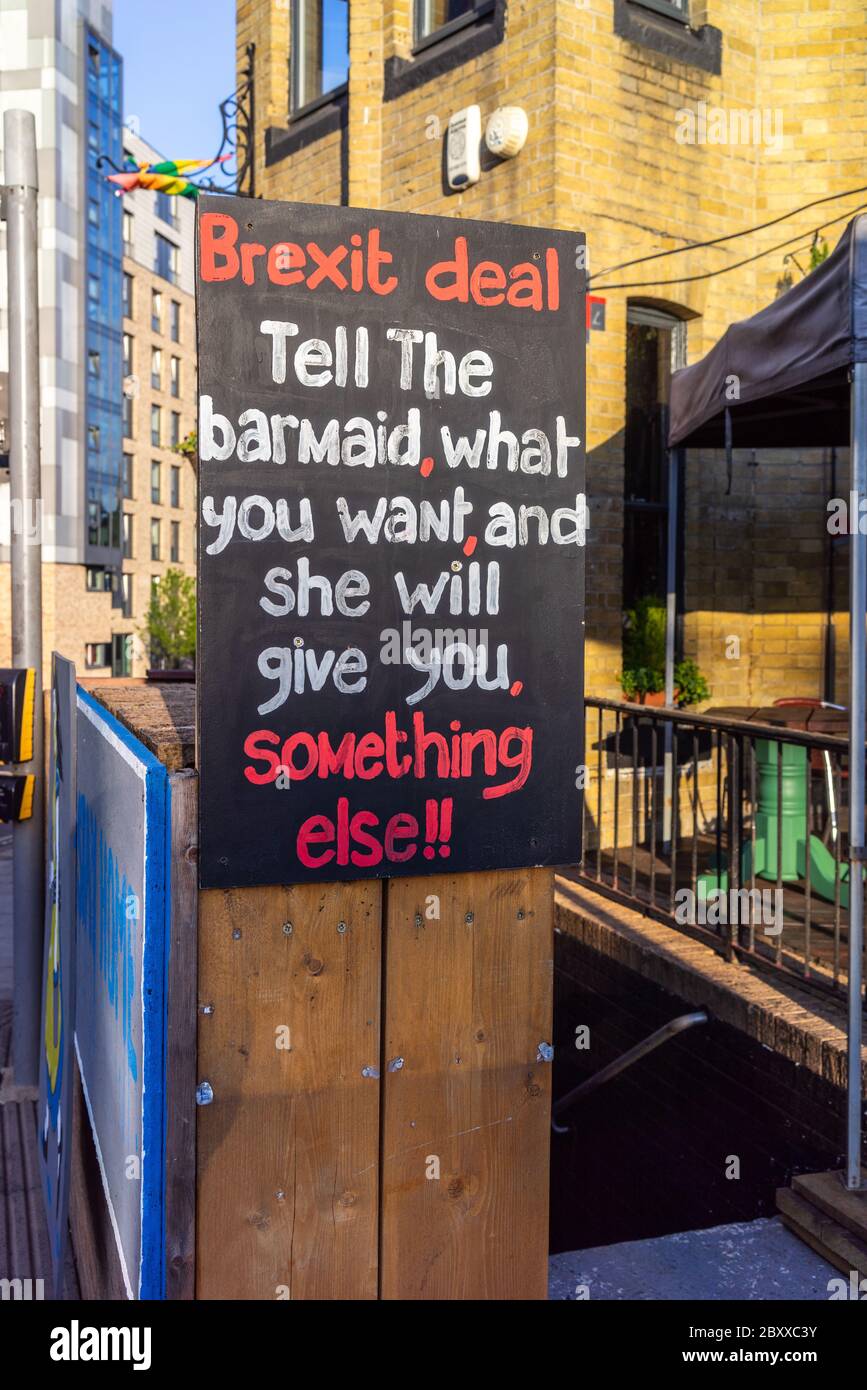 Brexit deal
Tell The
barmaid, what
you want, and
she will
give you,
something
else!!
alamy
Image ID: 2BXXC3Y
www.alamy.com